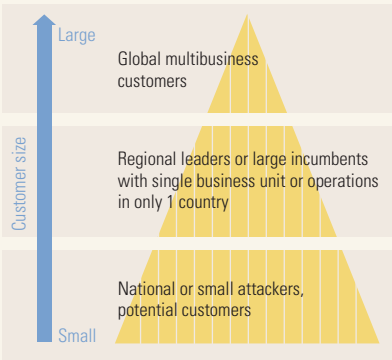 Large
Global multibusiness
customers
Customer size
Regional leaders or large incumbents
with single business unit or operations
in only 1 country
National or small attackers,
potential customers
Small